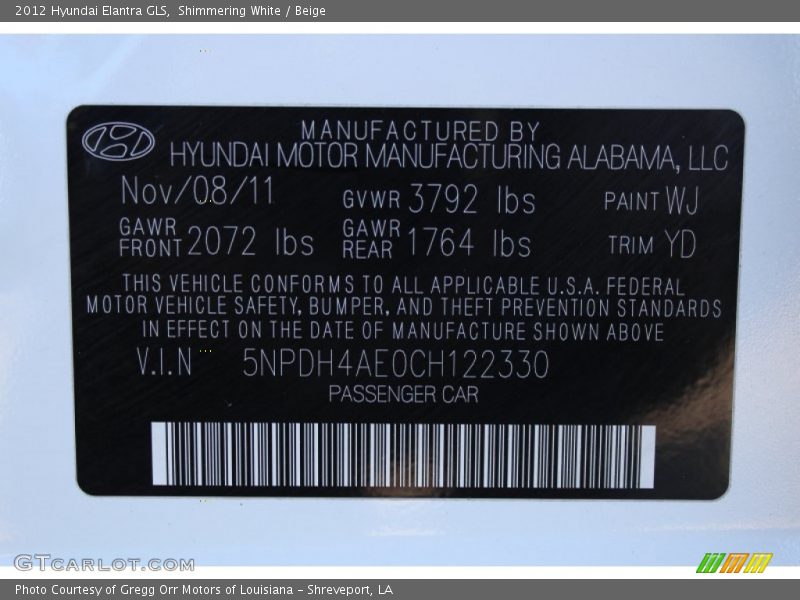 2012 Hyundai Elantra GLS, Shimmering White / Beige
MANUFACTURED BY
HYUNDAI MOTOR MANUFACTURING ALABAMA, LLC
Nov/08/11 GVWR 3792 lbs PAINT WJ
GAWR FRONT 2072 lbs GAWR REAR 1764 lbs TRIM YD
THIS VEHICLE CONFORMS TO ALL APPLICABLE U.S.A. FEDERAL
MOTOR VEHICLE SAFETY, BUMPER, AND THEFT PREVENTION STANDARDS
IN EFFECT ON THE DATE OF MANUFACTURE SHOWN ABOVE
V.I.N 5NPDH4AE0CH122330
PASSENGER CAR
GTCARLOT.COM
Photo Courtesy of Gregg Orr Motors of Louisiana - Shreveport, LA